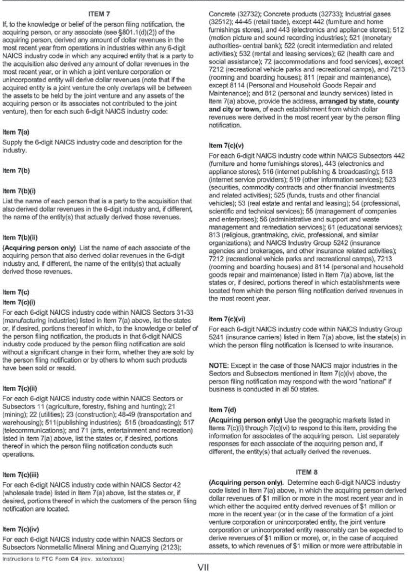 ITEM 7
If, to the knowledge or belief of the person filing notification, the
acquiring person, or any associate (see §801.1(d)(2)) of the
acquiring person, derived any amount of dollar revenues in the
most recent year from operations in industries within any 6-digit
NAICS industry code in which any acquired entity that is a party to
the acquisition also derived any amount of dollar revenues in the
most recent year, or in which a joint venture corporation or
unincorporated entity will derive dollar revenues (note that if the
acquired entity is a joint venture the only overlaps will be between
the assets to be held by the joint venture and any assets of the
acquiring person or its associates not contributed to the joint
venture), then for each such 6-digit NAICS industry code:
Item 7(a)
Supply the 6-digit NAICS industry code and description for the
industry.
Item 7(b)
Item 7(b)(i)
List the name of each person that is a party to the acquisition that
also derived dollar revenues in the 6-digit industry and, if different,
the name of the entity(s) that actually derived those revenues.
Item 7(b)(ii)
(Acquiring person only) List the name of each associate of the
acquiring person that also derived dollar revenues in the 6-digit
industry and, if different, the name of the entity(s) that actually
derived those revenues.
Item 7(c)
Item 7(c)(i)
For each 6-digit industry code within NAICS Sectors 31-33
(manufacturing industries) listed in Item 7(a) above, list the states
or, if desired, portions thereof in which, to the knowledge or belief of
the person filing notification, the products in that 6-digit NAICS
industry code produced by the person filing notification are sold
without a significant change in their form, whether they are sold by
the person filing notification or by others to whom such products
have been sold or resold.
Item 7(c)(ii)
For each 6-digit industry code within NAICS Sectors or
Subsectors 11 (agriculture, forestry, fishing and hunting); 21
(mining); 22 (utilities); 23 (construction); 48-49 (transportation and
warehousing); 511(publishing industries); 515 (broadcasting); 517
(telecommunications); and 71 (arts, entertainment and recreation)
listed in Item 7(a) above, list the states or, if desired, portions
thereof in which the person filing notification conducts such
operations.
Item 7(c)(iii)
For each 6-digit industry code within NAICS Sector 42
(wholesale trade) listed in Item 7(a) above, list the states or, if
desired, portions thereof in which the customers of the person filing
notification are located.
Item 7(c)(iv)
For each 6-digit industry code within NAICS Sectors or
Subsectors Nonmetallic Mineral Mining and Quarrying (2123);
Concrete (32732); Concrete products (32733); Industrial gases
(32512); 44-45 (retail trade), except 442 (furniture and home
furnishings stores), and 443 (electronics and appliance stores); 512
(motion picture and sound recording industries); 521 (monetary
authorities- central bank); 522 (credit intermediation and related
activities); 532 (rental and leasing services); 62 (health care and
social assistance); 72 (accommodations and food services), except
7212 (recreational vehicle parks and recreational camps), and 7213
(rooming and boarding houses); 811 (repair and maintenance),
except 8114 (Personal and Household Goods Repair and
Maintenance); and 812 (personal and laundry services) listed in
Item 7(a) above, provide the address, arranged by state, county
and city or town, of each establishment from which dollar
revenues were derived in the most recent year by the person filing
notification.
Item 7(c)(v)
For each 6-digit industry code within NAICS Subsectors 442
(furniture and home furnishings stores), 443 (electronics and
appliance stores); 516 (internet publishing & broadcasting); 518
(internet service providers); 519 (other information services); 523
(securities, commodity contracts and other financial investments
and related activities); 525 (funds, trusts and other financial
vehicles); 53 (real estate and rental and leasing); 54 (professional,
scientific and technical services); 55 (management of companies
and enterprises); 56 (administrative and support and waste
management and remediation services); 61 (educational services);
813 (religious, grantmaking, civic, professional, and similar
organizations); and NAICS Industry Group 5242 (insurance
agencies and brokerages, and other insurance related activities);
7212 (recreational vehicle parks and recreational camps), 7213
(rooming and boarding houses) and 8114 (personal and household
goods repair and maintenance) listed in Item 7(a) above, list the
states or, if desired, portions thereof in which establishments were
located from which the person filing notification derived revenues in
the most recent year.
Item 7(c)(vi)
For each 6-digit industry code within NAICS Industry Group
5241 (insurance carriers) listed in Item 7(a) above, list the state(s) in
which the person filing notification is licensed to write insurance.
NOTE: Except in the case of those NAICS major industries in the
Sectors and Subsectors mentioned in Item 7(c)(iv) above, the
person filing notification may respond with the word "national" if
business is conducted in all 50 states.
Item 7(d)
(Acquiring person only) Use the geographic markets listed in
Items 7(c)(i) through 7(c)(vi) to respond to this item, providing the
information for associates of the acquiring person. List separately
responses for each associate of the acquiring person and, if
different, the entity(s) that actually derived the revenues.
ITEM 8
(Acquiring person only). Determine each 6-digit industry
code listed in Item 7(a) above, in which the acquiring person derived
dollar revenues of $1 million or more in the most recent year and in
which either the acquired entity derived revenues of $1 million or
more in the recent year (or in the case of the formation of a joint
venture corporation or unincorporated entity, the joint venture
corporation or unincorporated entity reasonably can be expected to
derive revenues of $1 million or more), or, in the case of acquired
assets, to which revenues of $1 million or more were attributable in
Instructions to FTC Form C4 (rev. xx/xx/xxxx)
VII